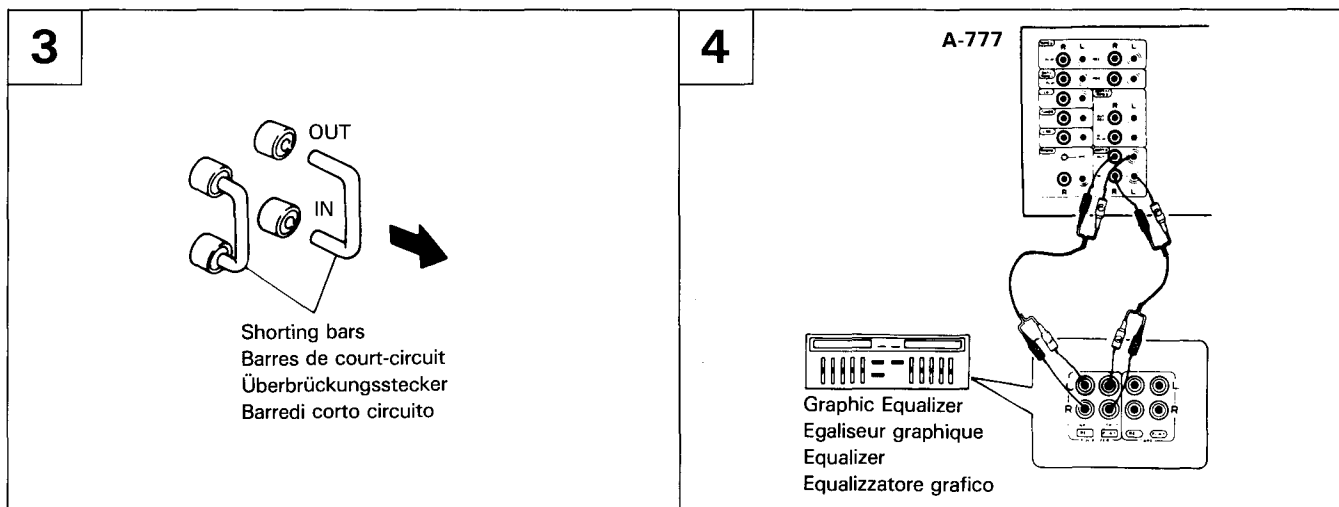 3
OUT
IN
Shorting bars
Barres de court-circuit
Überbrückungsstecker
Barredi corto circuito
4
A-777
R L R L
R L
R R L
L L
R R
Graphic Equalizer
Egaliseur graphique
Equalizer
Equalizzatore grafico